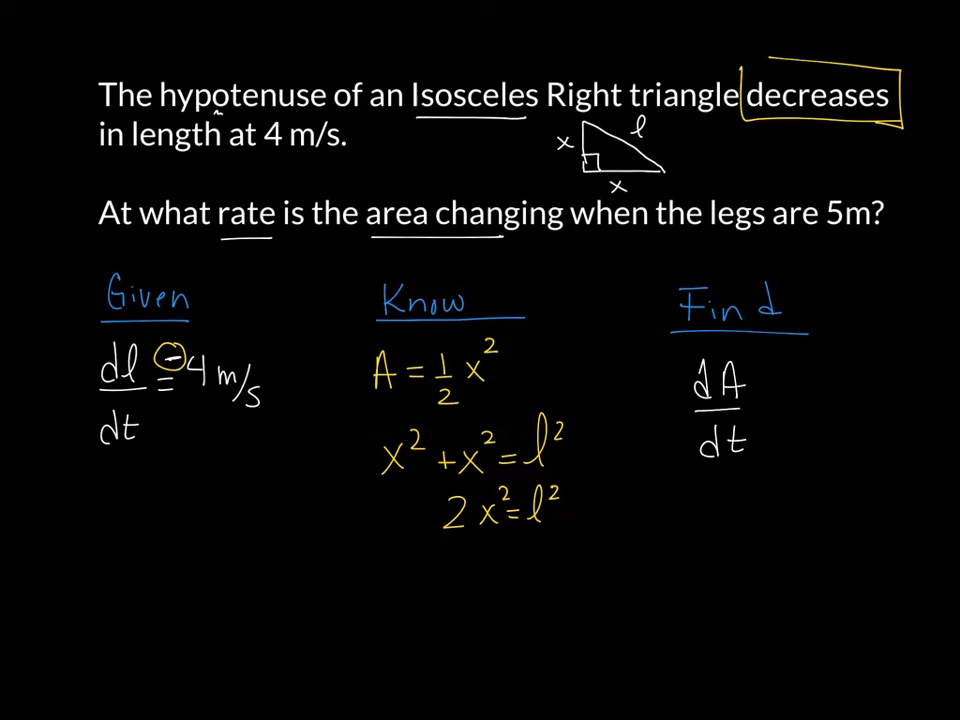 The hypotenuse of an Isosceles Right triangle decreases
in length at 4 m/s.
x
l
x
At what rate is the area changing when the legs are 5m?
Given
dl/dt = -4 m/s
Know
A = 1/2 x²
x² + x² = l²
2x² = l²
Find
dA/dt